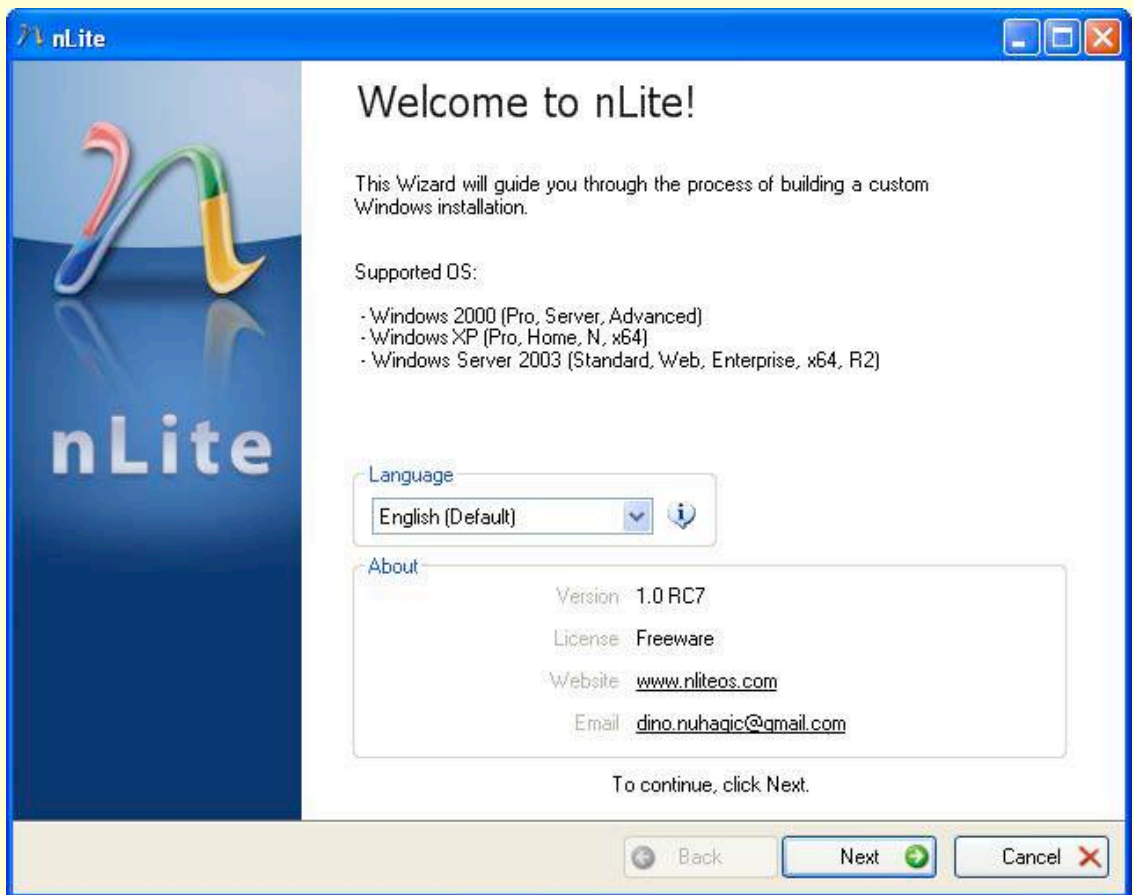 nLite
Welcome to nLite!
This Wizard will guide you through the process of building a custom
Windows installation.
Supported OS:
- Windows 2000 (Pro, Server, Advanced)
- Windows XP (Pro, Home, N, x64)
- Windows Server 2003 (Standard, Web, Enterprise, x64, R2)
nLite
Language
English (Default)
About
Version 1.0 RC7
License Freeware
Website www.nliteos.com
Email dino.nuhagic@gmail.com
To continue, click Next.
Back Next Cancel